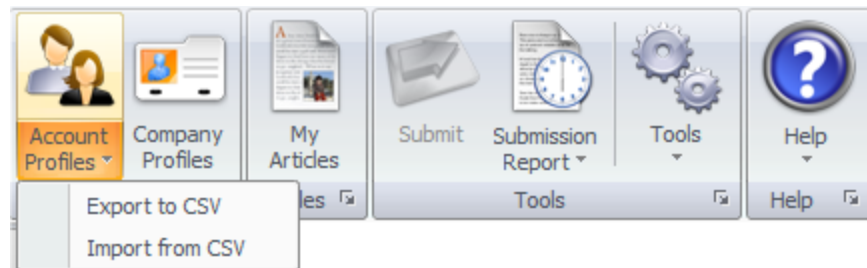 Account Profiles
Company Profiles
My Articles
Submit
Submission Report
Tools
Help
les
Tools
Help
Export to CSV
Import from CSV